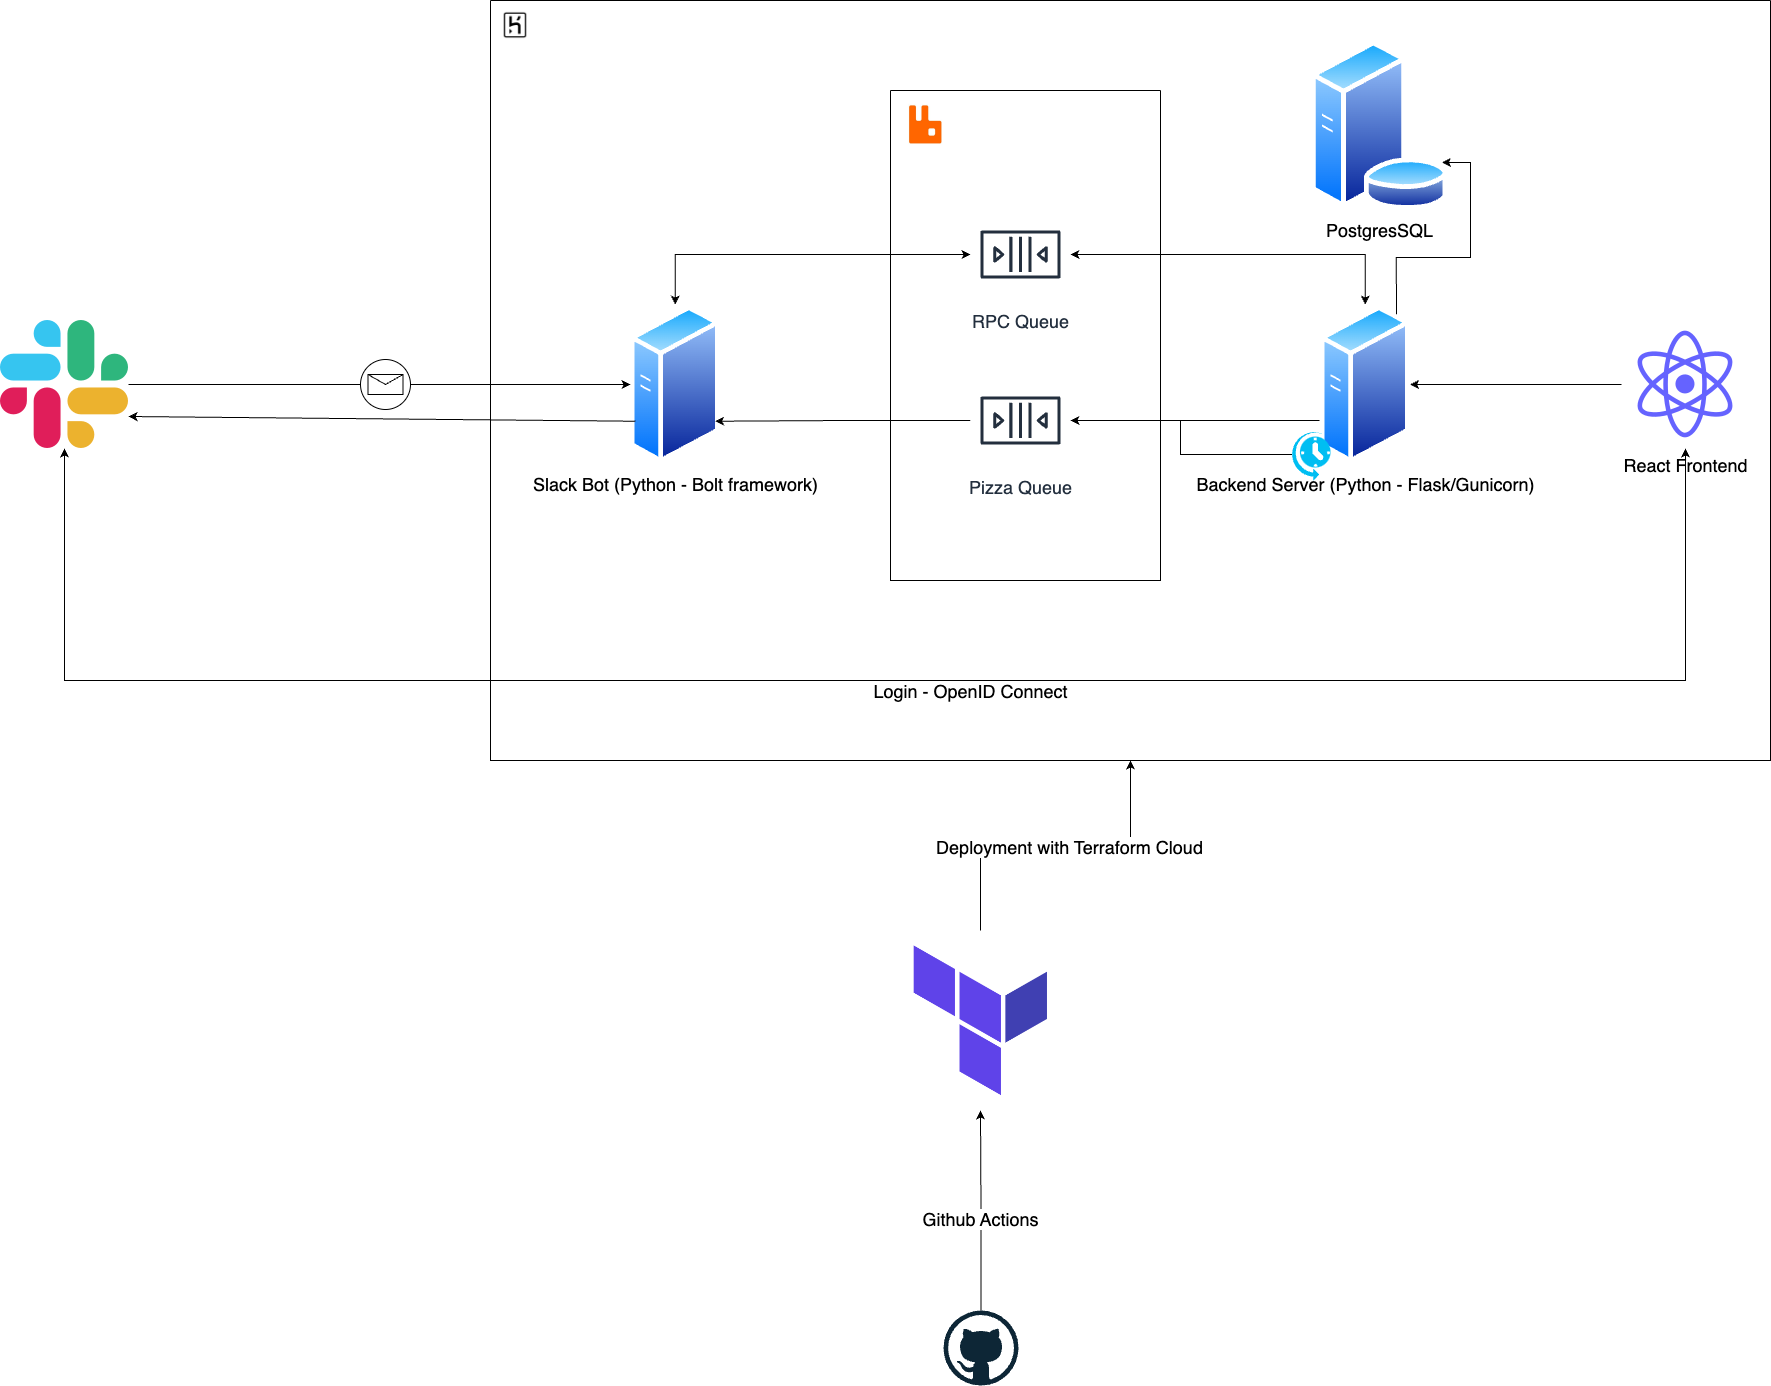 PostgresSQL
RPC Queue
React Frontend
Slack Bot (Python - Bolt framework)
Pizza Queue
Backend Server (Python - Flask/Gunicorn)
Login - OpenID Connect
Deployment with Terraform Cloud
Github Actions